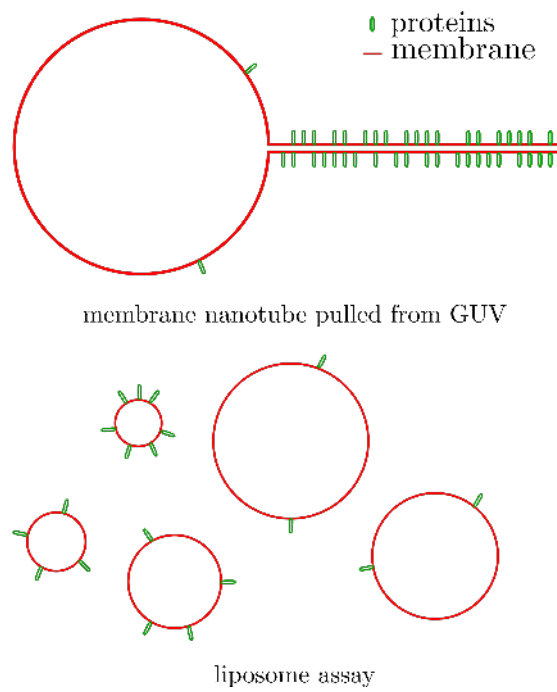 proteins
membrane
membrane nanotube pulled from GUV
liposome assay